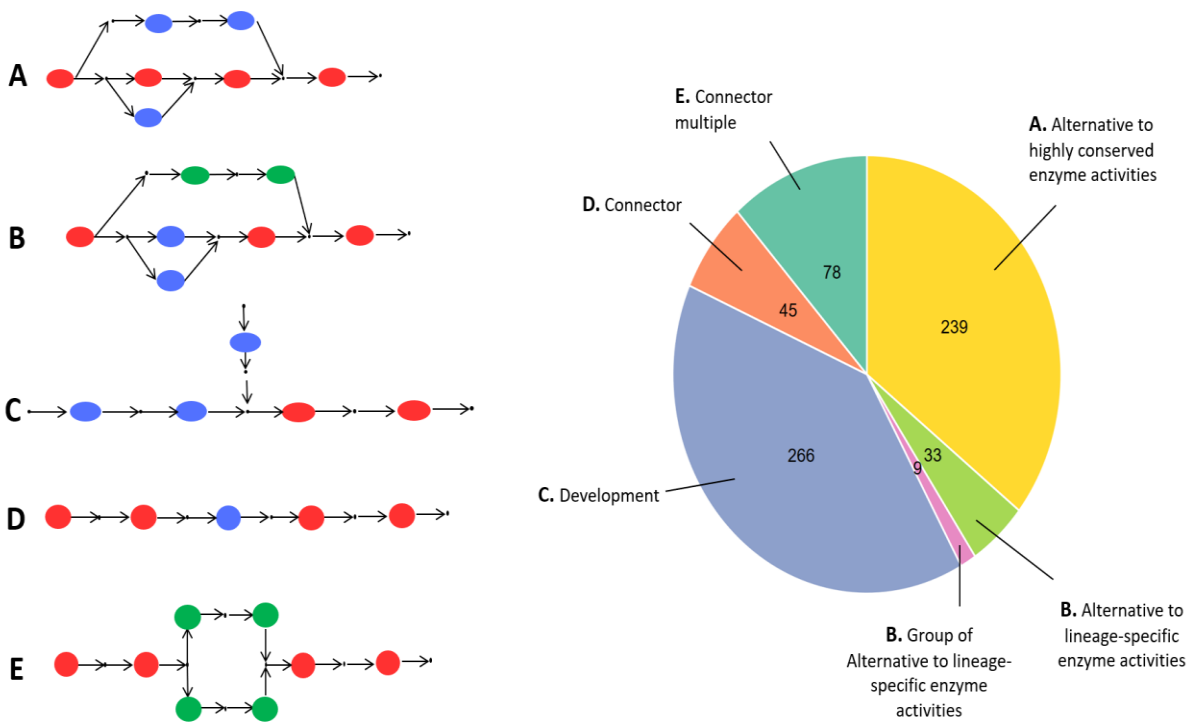 A
B
C
D
E
E. Connector
multiple
A. Alternative to
highly conserved
enzyme activities
D. Connector
78
45
239
266
33
9
C. Development
B. Group of
Alternative to lineage-
specific enzyme
activities
B. Alternative to
lineage-specific
enzyme activities